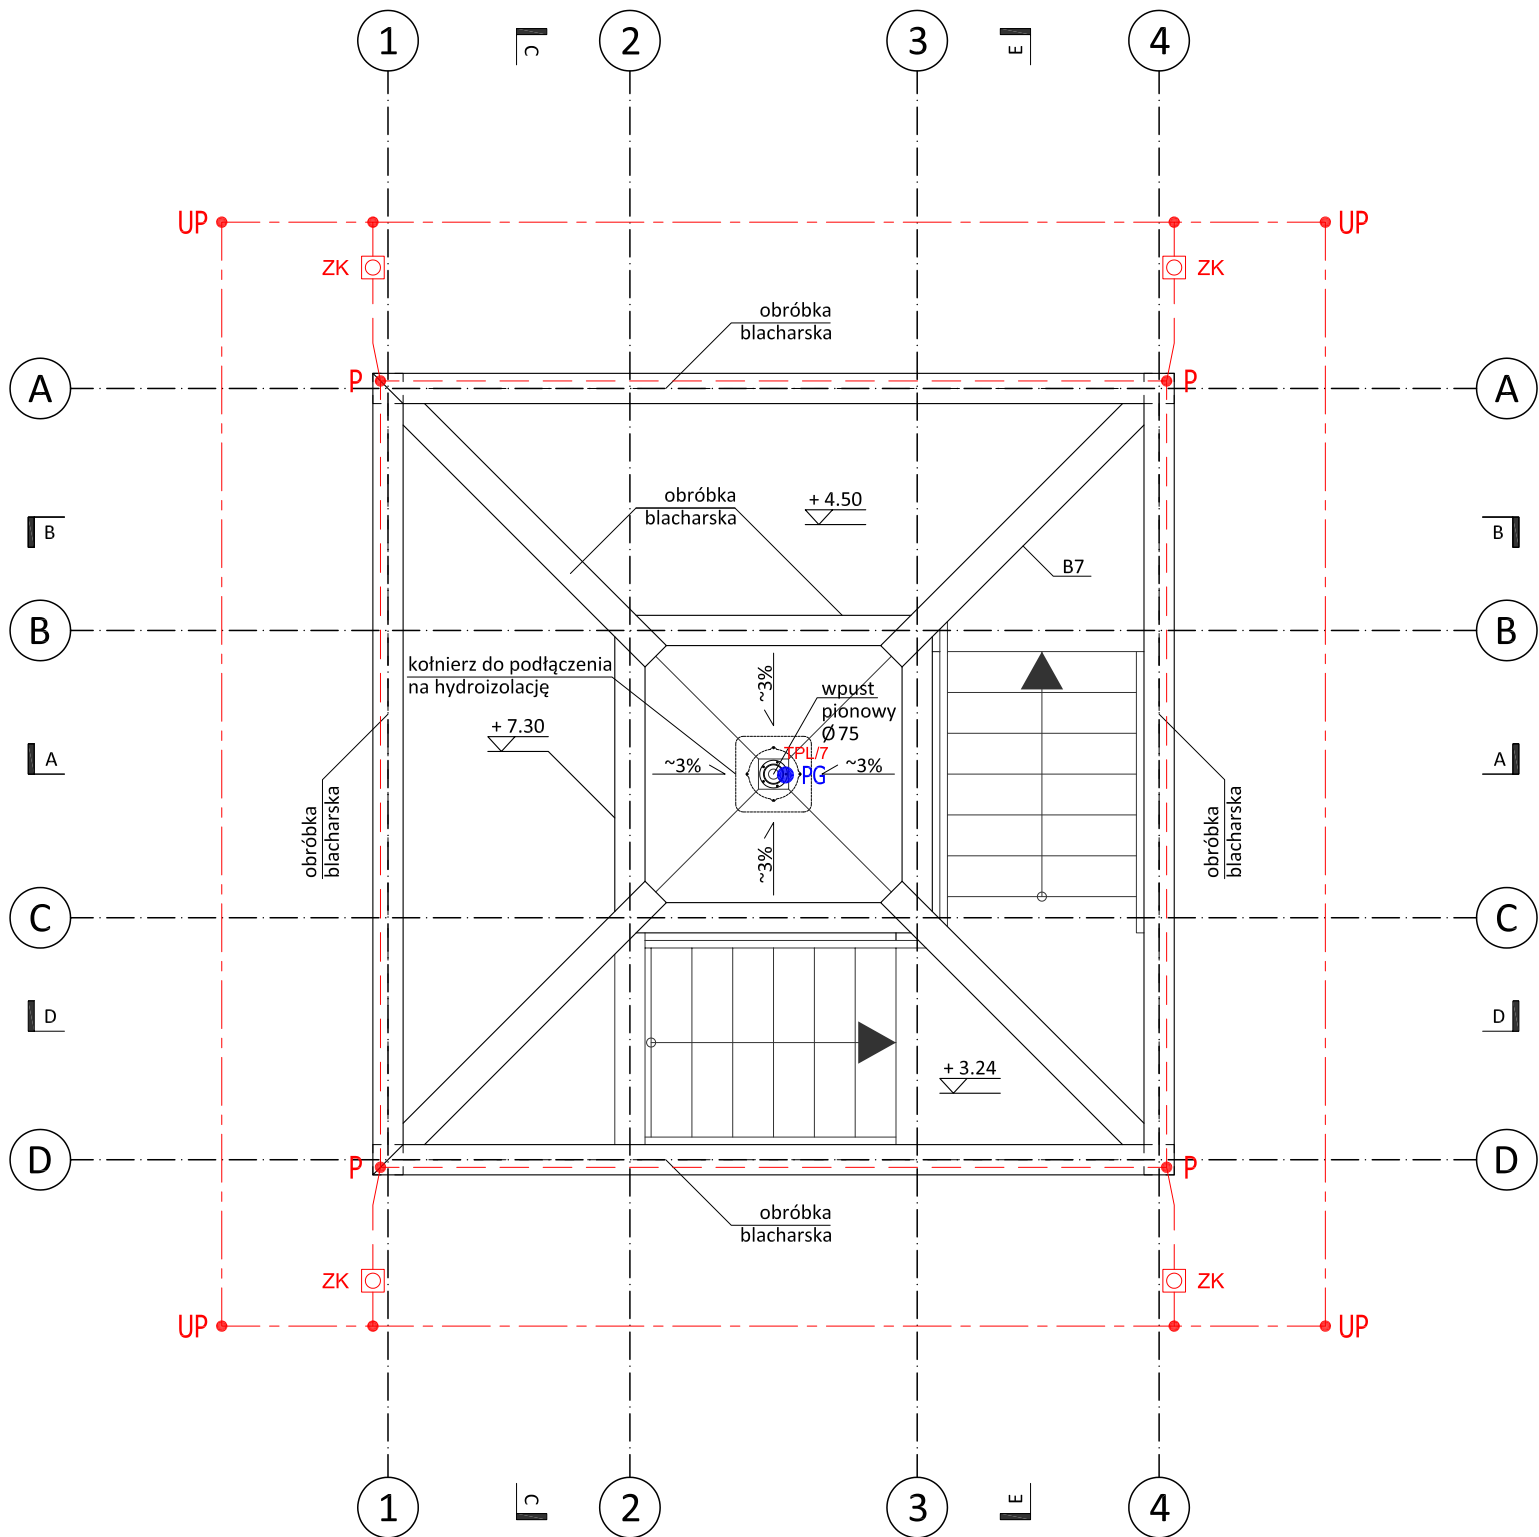 1
2
3
4
C
E
UP
UP
ZK
ZK
obróbka
blacharska
P
P
A
A
obróbka
blacharska
+ 4.50
B
B
B7
B
B
kołnierz do podłączenia
na hydroizolację
~3%
wpust
pionowy
Ø75
+ 7.30
TPL/7
A
~3%
PG
~3%
A
obróbka
blacharska
~3%
obróbka
blacharska
C
C
D
D
+ 3.24
D
P
P
D
obróbka
blacharska
ZK
ZK
UP
UP
C
E
1
2
3
4